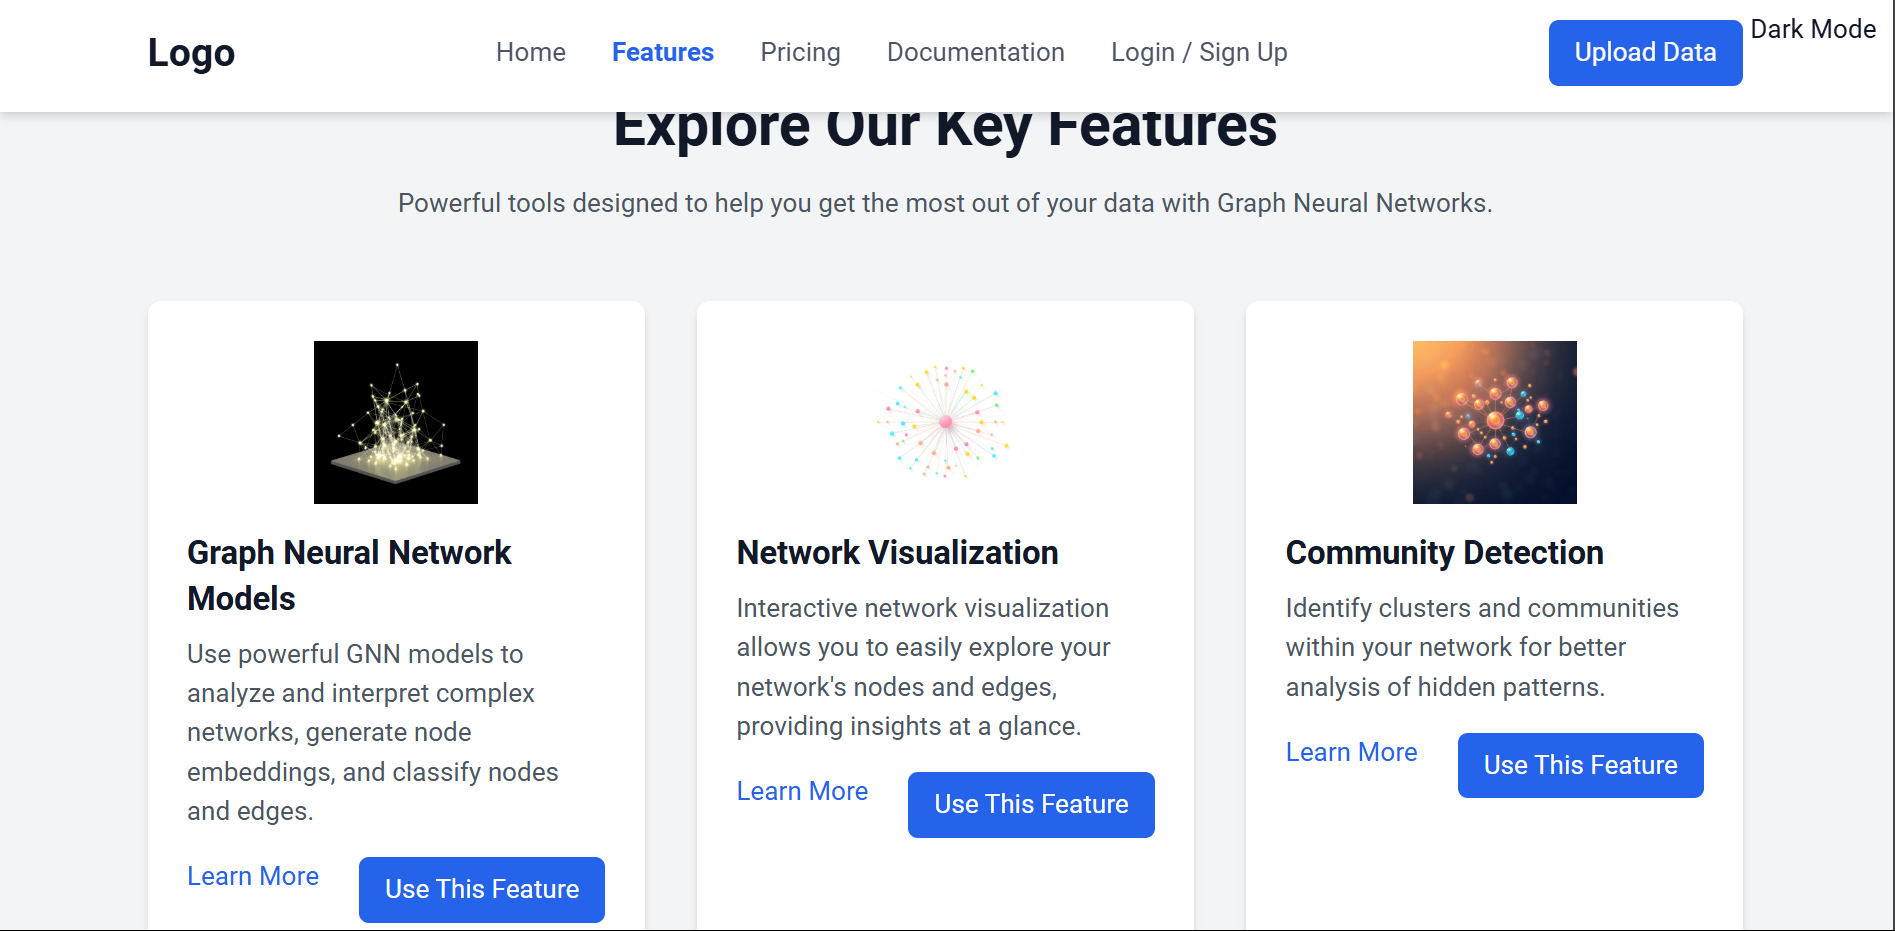 Logo
Home
Features
Pricing
Documentation
Login / Sign Up
Upload Data
Dark Mode
Explore Our Key Features
Powerful tools designed to help you get the most out of your data with Graph Neural Networks.
Graph Neural Network
Models
Use powerful GNN models to
analyze and interpret complex
networks, generate node
embeddings, and classify nodes
and edges.
Learn More
Use This Feature
Network Visualization
Interactive network visualization
allows you to easily explore your
network's nodes and edges,
providing insights at a glance.
Learn More
Use This Feature
Community Detection
Identify clusters and communities
within your network for better
analysis of hidden patterns.
Learn More
Use This Feature